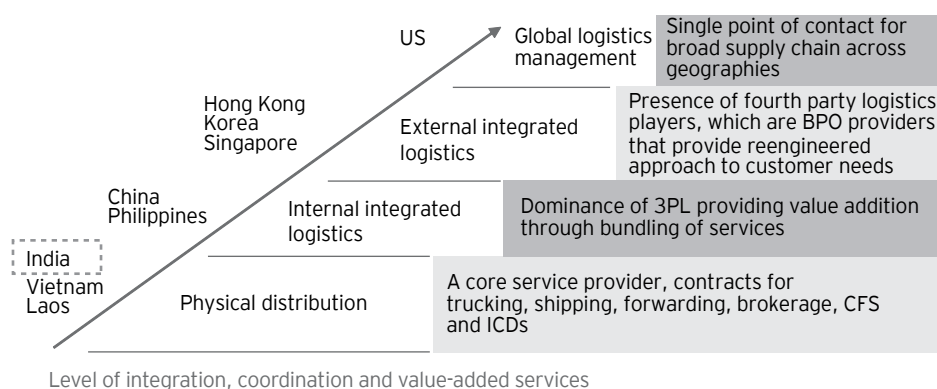 US
Global logistics
management
Single point of contact for
broad supply chain across
geographies
Hong Kong
Korea
Singapore
External integrated
logistics
Presence of fourth party logistics
players, which are BPO providers
that provide reengineered
approach to customer needs
China
Philippines
Internal integrated
logistics
Dominance of 3PL providing value addition
through bundling of services
India
Vietnam
Laos
Physical distribution
A core service provider, contracts for
trucking, shipping, forwarding, brokerage, CFS
and ICDs
Level of integration, coordination and value-added services